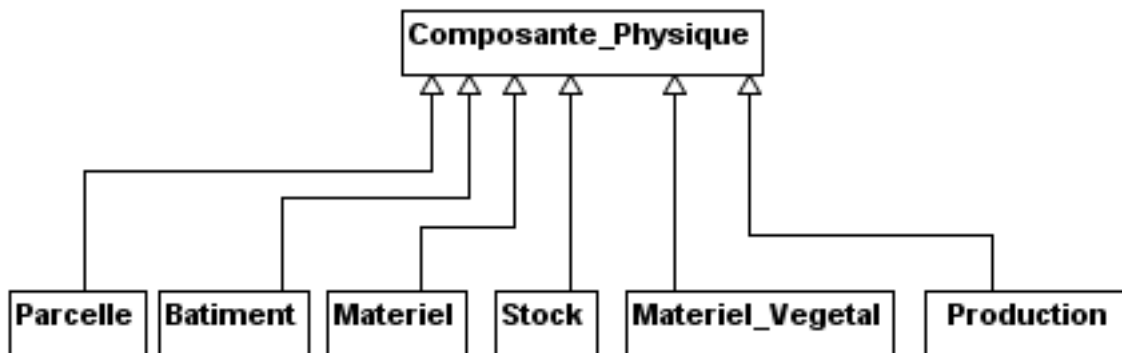 Composante_Physique
Parcelle
Batiment
Materiel
Stock
Materiel_Vegetal
Production